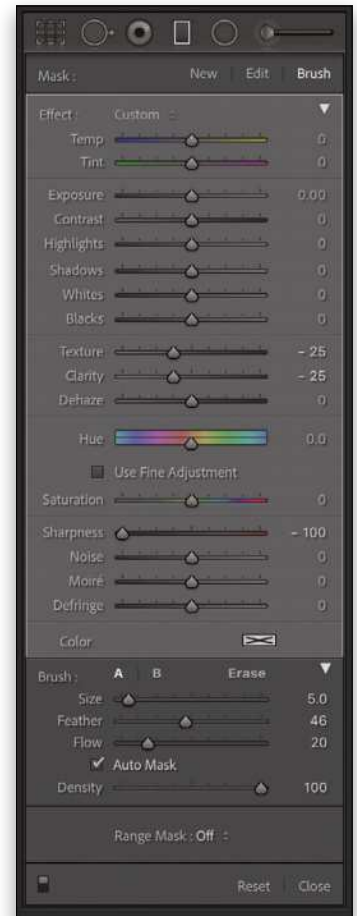 Mask : New Edit Brush
Effect : Custom
Temp 0
Tint 0
Exposure 0.00
Contrast 0
Highlights 0
Shadows 0
Whites 0
Blacks 0
Texture – 25
Clarity – 25
Dehaze 0
Hue 0.0
Use Fine Adjustment
Saturation 0
Sharpness – 100
Noise 0
Moiré 0
Defringe 0
Color
Brush : A B Erase
Size 5.0
Feather 46
Flow 20
Auto Mask
Density 100
Range Mask : Off
Reset Close